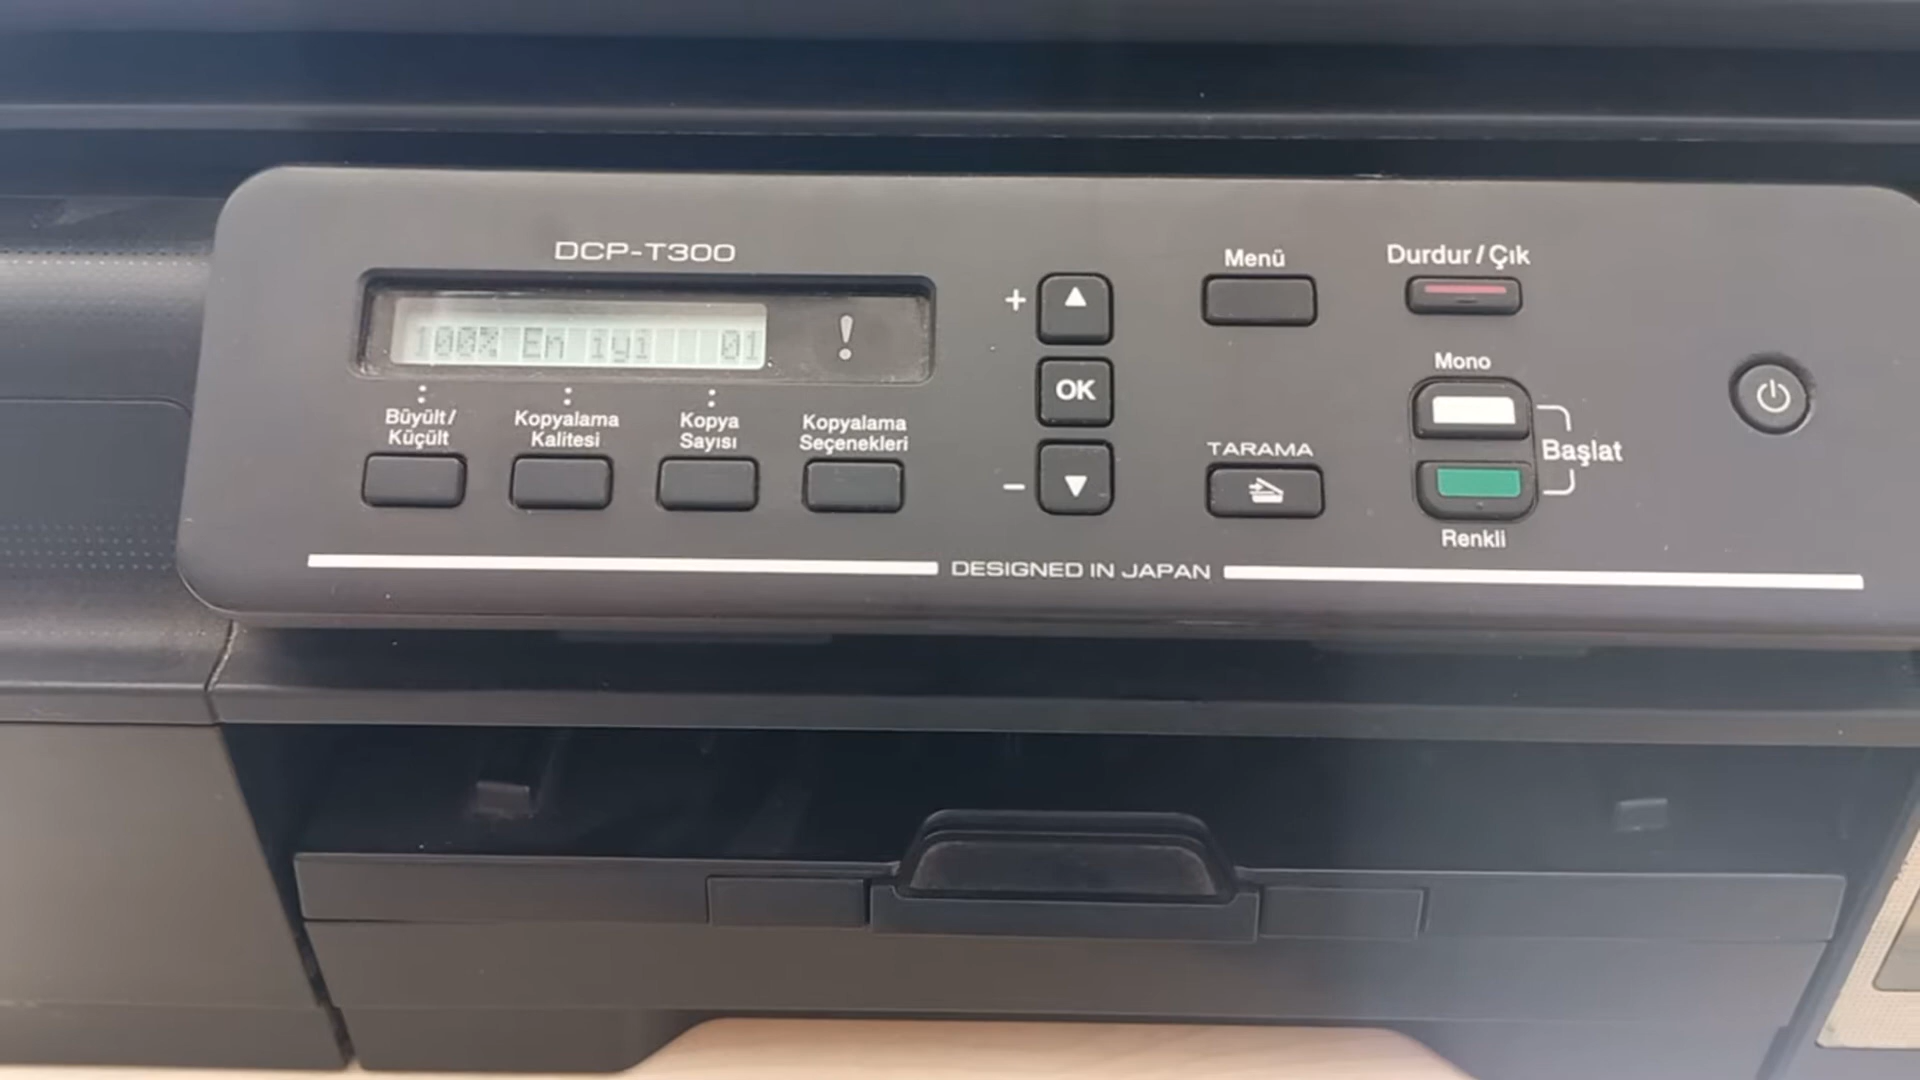 DCP-T300
Menü
Durdur / Çık
100% En iyi 01
!
+
OK
–
Mono
Büyült/
Küçült
Kopyalama
Kalitesi
Kopya
Sayısı
Kopyalama
Seçenekleri
TARAMA
Başlat
Renkli
DESIGNED IN JAPAN